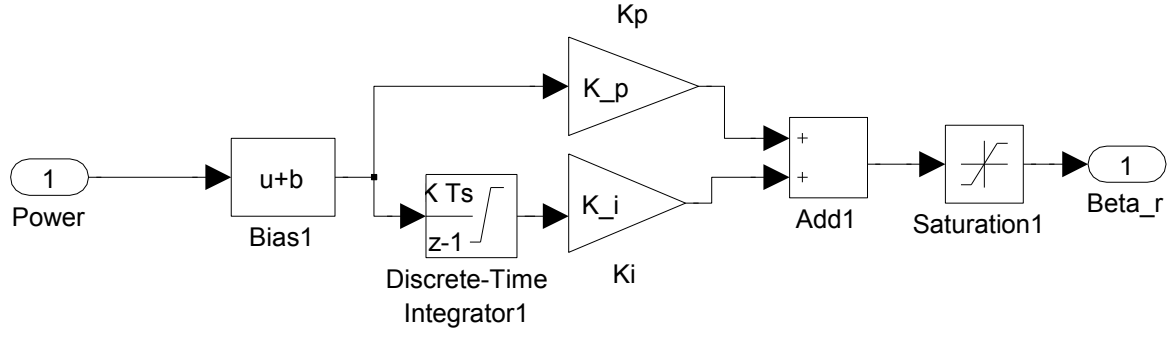 Kp
K_p
1
Power
u+b
Bias1
K Ts
z-1
Discrete-Time
Integrator1
K_i
Ki
+
+
Add1
Saturation1
1
Beta_r